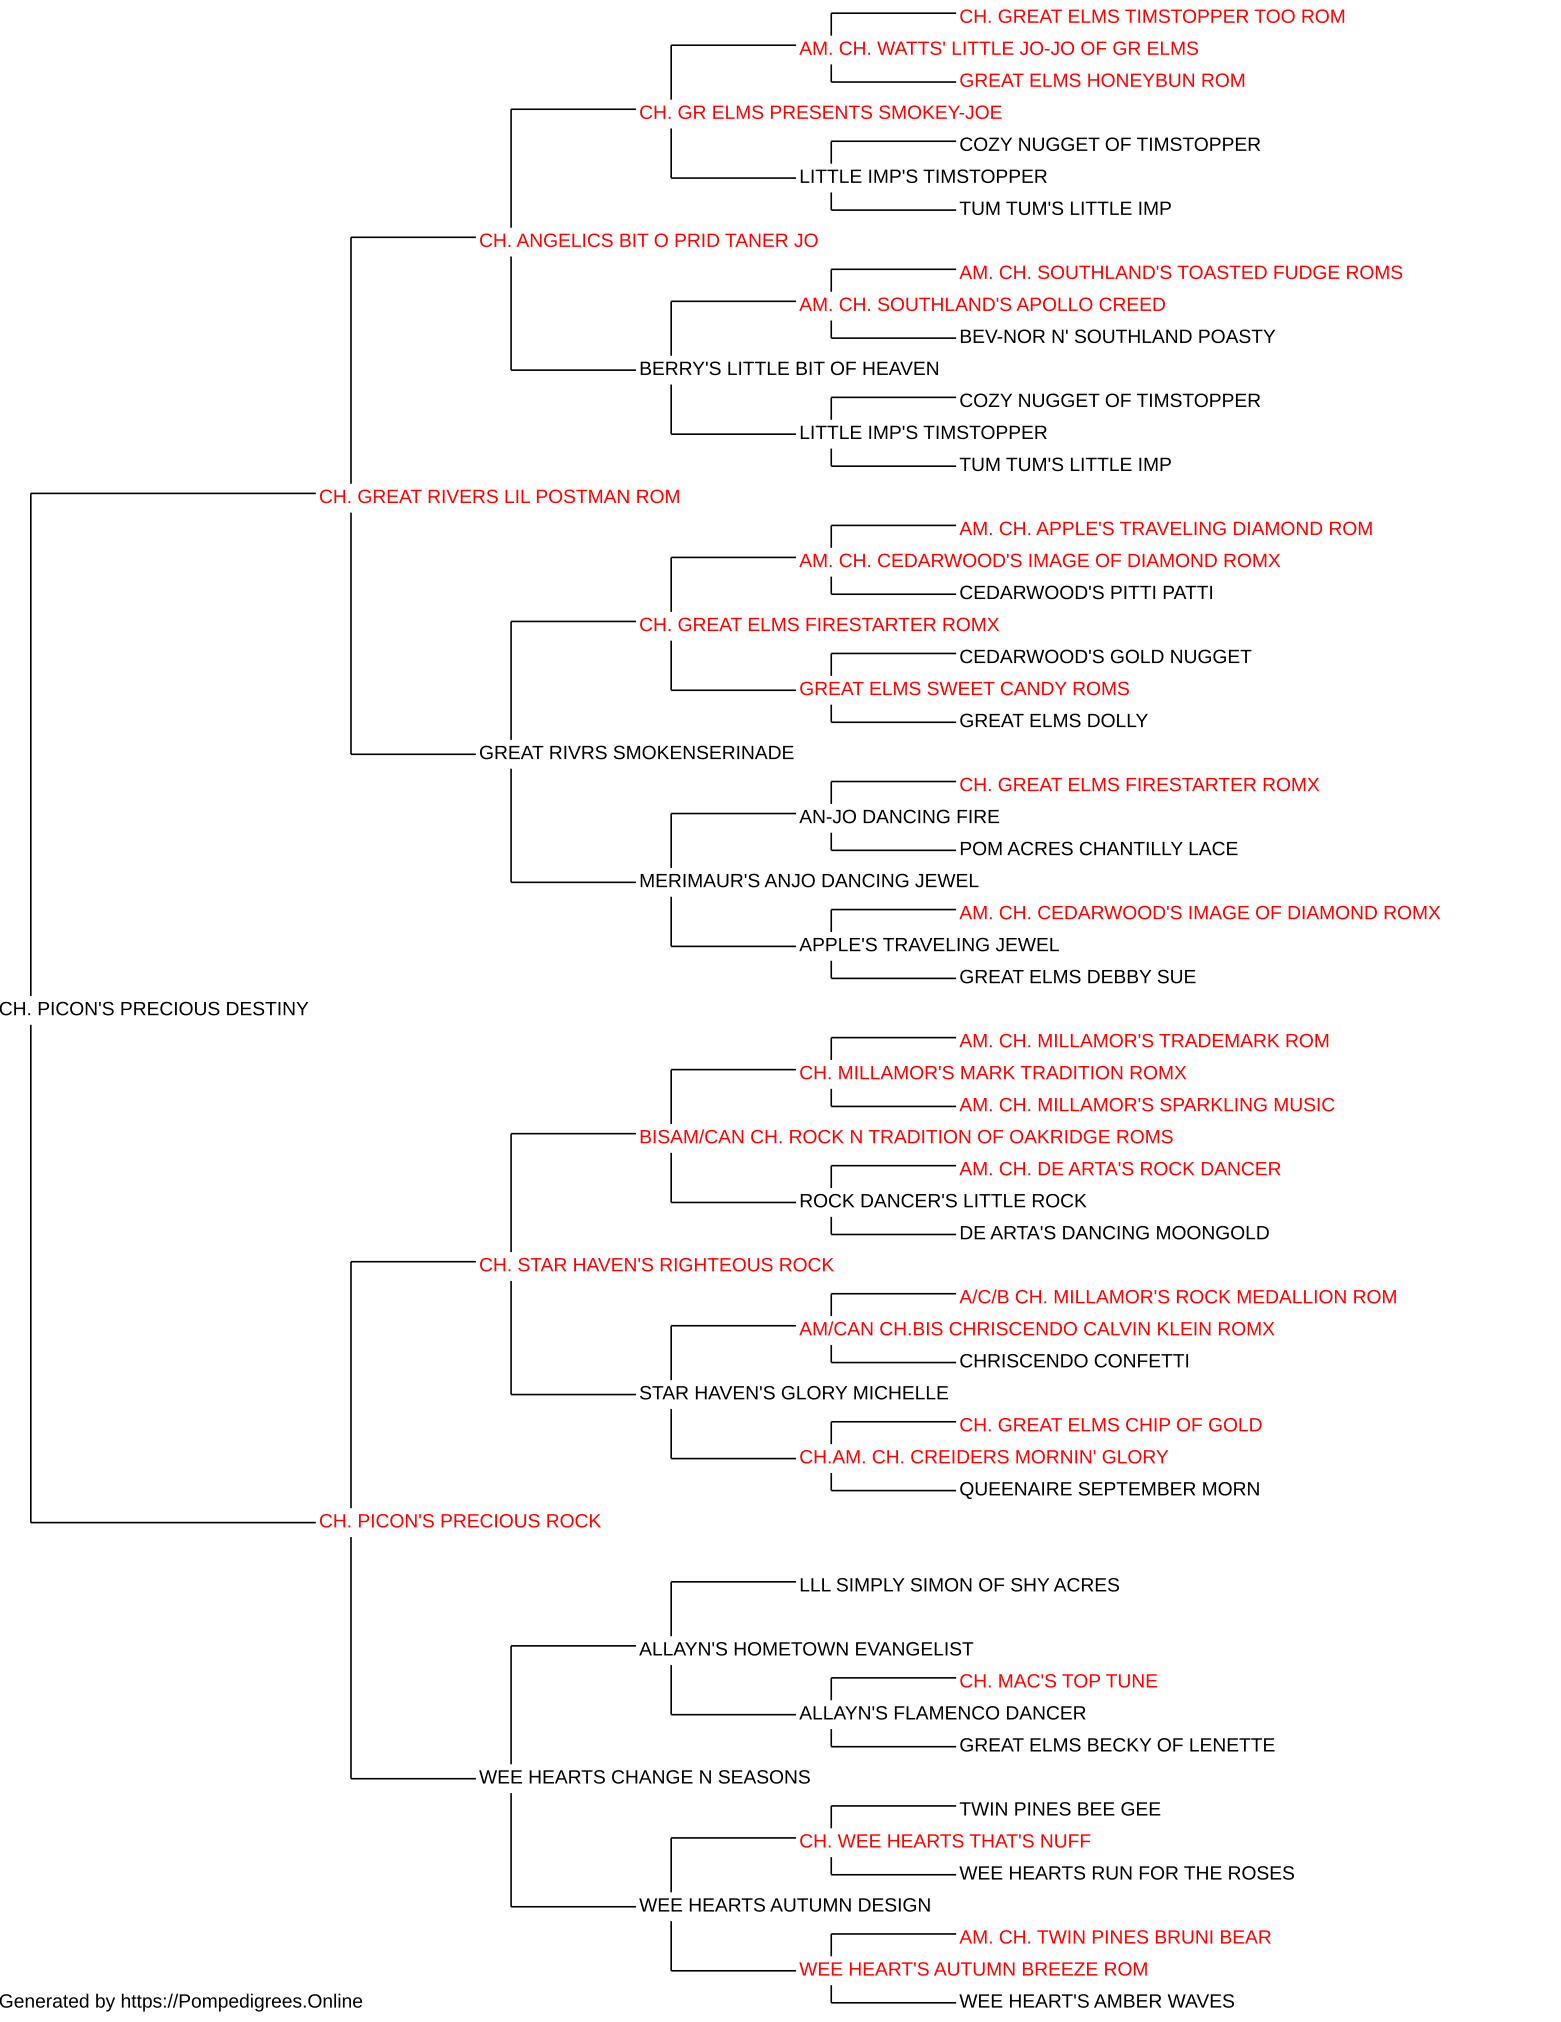 CH. GREAT ELMS TIMSTOPPER TOO ROM
AM. CH. WATTS' LITTLE JO-JO OF GR ELMS
GREAT ELMS HONEYBUN ROM
CH. GR ELMS PRESENTS SMOKEY-JOE
COZY NUGGET OF TIMSTOPPER
LITTLE IMP'S TIMSTOPPER
TUM TUM'S LITTLE IMP
CH. ANGELICS BIT O PRID TANER JO
AM. CH. SOUTHLAND'S TOASTED FUDGE ROMS
AM. CH. SOUTHLAND'S APOLLO CREED
BEV-NOR N' SOUTHLAND POASTY
BERRY'S LITTLE BIT OF HEAVEN
COZY NUGGET OF TIMSTOPPER
LITTLE IMP'S TIMSTOPPER
TUM TUM'S LITTLE IMP
CH. GREAT RIVERS LIL POSTMAN ROM
AM. CH. APPLE'S TRAVELING DIAMOND ROM
AM. CH. CEDARWOOD'S IMAGE OF DIAMOND ROMX
CEDARWOOD'S PITTI PATTI
CH. GREAT ELMS FIRESTARTER ROMX
CEDARWOOD'S GOLD NUGGET
GREAT ELMS SWEET CANDY ROMS
GREAT ELMS DOLLY
GREAT RIVRS SMOKENSERINADE
CH. GREAT ELMS FIRESTARTER ROMX
AN-JO DANCING FIRE
POM ACRES CHANTILLY LACE
MERIMAUR'S ANJO DANCING JEWEL
AM. CH. CEDARWOOD'S IMAGE OF DIAMOND ROMX
APPLE'S TRAVELING JEWEL
GREAT ELMS DEBBY SUE
CH. PICON'S PRECIOUS DESTINY
AM. CH. MILLAMOR'S TRADEMARK ROM
CH. MILLAMOR'S MARK TRADITION ROMX
AM. CH. MILLAMOR'S SPARKLING MUSIC
BISAM/CAN CH. ROCK N TRADITION OF OAKRIDGE ROMS
AM. CH. DE ARTA'S ROCK DANCER
ROCK DANCER'S LITTLE ROCK
DE ARTA'S DANCING MOONGOLD
CH. STAR HAVEN'S RIGHTEOUS ROCK
A/C/B CH. MILLAMOR'S ROCK MEDALLION ROM
AM/CAN CH.BIS CHRISCENDO CALVIN KLEIN ROMX
CHRISCENDO CONFETTI
STAR HAVEN'S GLORY MICHELLE
CH. GREAT ELMS CHIP OF GOLD
CH.AM. CH. CREIDERS MORNIN' GLORY
QUEENAIRE SEPTEMBER MORN
CH. PICON'S PRECIOUS ROCK
LLL SIMPLY SIMON OF SHY ACRES
ALLAYN'S HOMETOWN EVANGELIST
CH. MAC'S TOP TUNE
ALLAYN'S FLAMENCO DANCER
GREAT ELMS BECKY OF LENETTE
WEE HEARTS CHANGE N SEASONS
TWIN PINES BEE GEE
CH. WEE HEARTS THAT'S NUFF
WEE HEARTS RUN FOR THE ROSES
WEE HEARTS AUTUMN DESIGN
AM. CH. TWIN PINES BRUNI BEAR
WEE HEART'S AUTUMN BREEZE ROM
WEE HEART'S AMBER WAVES
Generated by https://Pompedigrees.Online